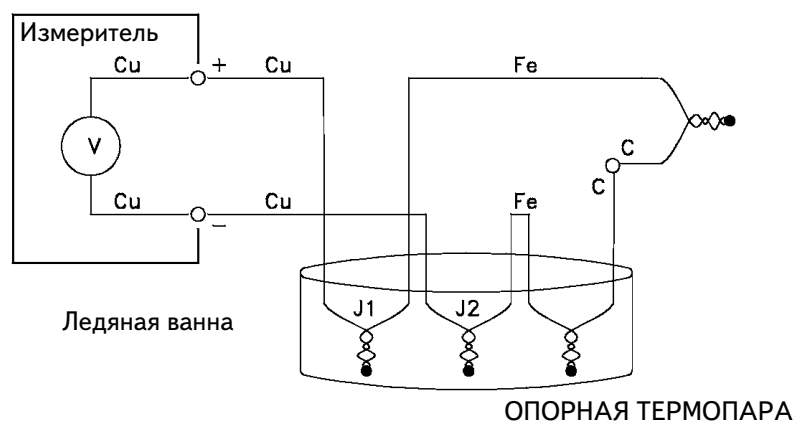 Измеритель
Cu + Cu Fe
V
C
C
Cu Cu Fe
–
J1 J2
Ледяная ванна
ОПОРНАЯ ТЕРМОПАРА